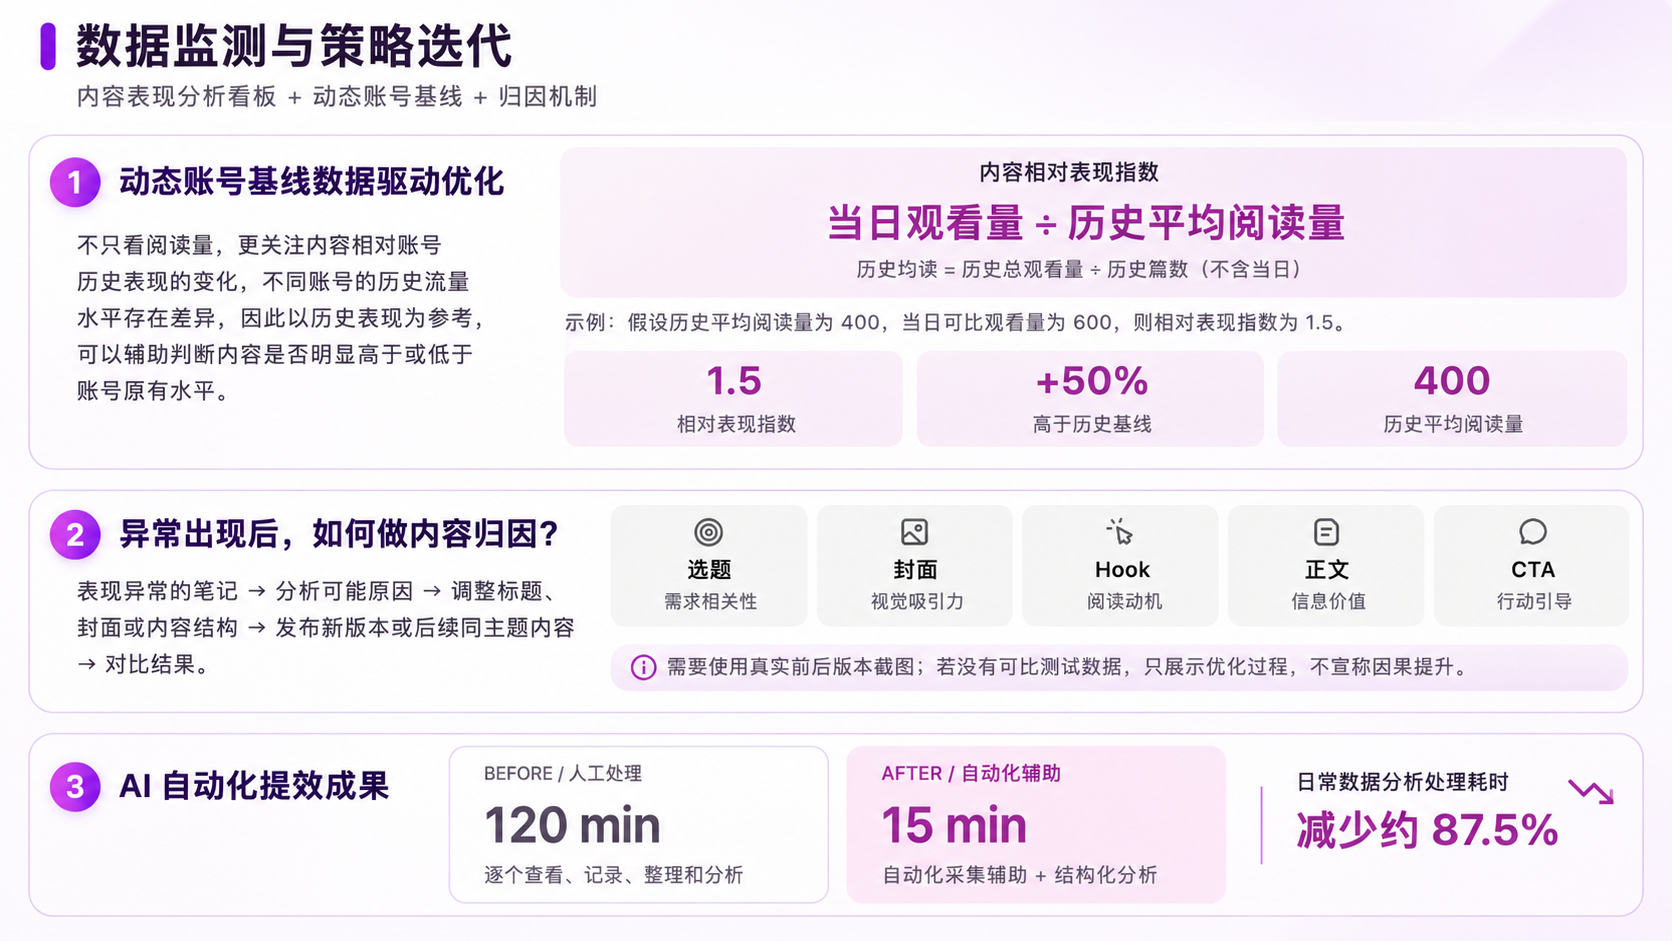 数据监测与策略迭代
内容表现分析看板 + 动态账号基线 + 归因机制
1
动态账号基线数据驱动优化
不只看阅读量，更关注内容相对账号
历史表现的变化，不同账号的历史流量
水平存在差异，因此以历史表现为参考，
可以辅助判断内容是否明显高于或低于
账号原有水平。
内容相对表现指数
当日观看量 ÷ 历史平均阅读量
历史均读 = 历史总观看量 ÷ 历史篇数（不含当日）
示例：假设历史平均阅读量为 400，当日可比观看量为 600，则相对表现指数为 1.5。
1.5
相对表现指数
+50%
高于历史基线
400
历史平均阅读量
2
异常出现后，如何做内容归因？
表现异常的笔记 → 分析可能原因 → 调整标题、
封面或内容结构 → 发布新版本或后续同主题内容
→ 对比结果。
选题
需求相关性
封面
视觉吸引力
Hook
阅读动机
正文
信息价值
CTA
行动引导
需要使用真实前后版本截图；若没有可比测试数据，只展示优化过程，不宣称因果提升。
3
AI 自动化提效成果
BEFORE / 人工处理
120 min
逐个查看、记录、整理和分析
AFTER / 自动化辅助
15 min
自动化采集辅助 + 结构化分析
日常数据分析处理耗时
减少约 87.5%